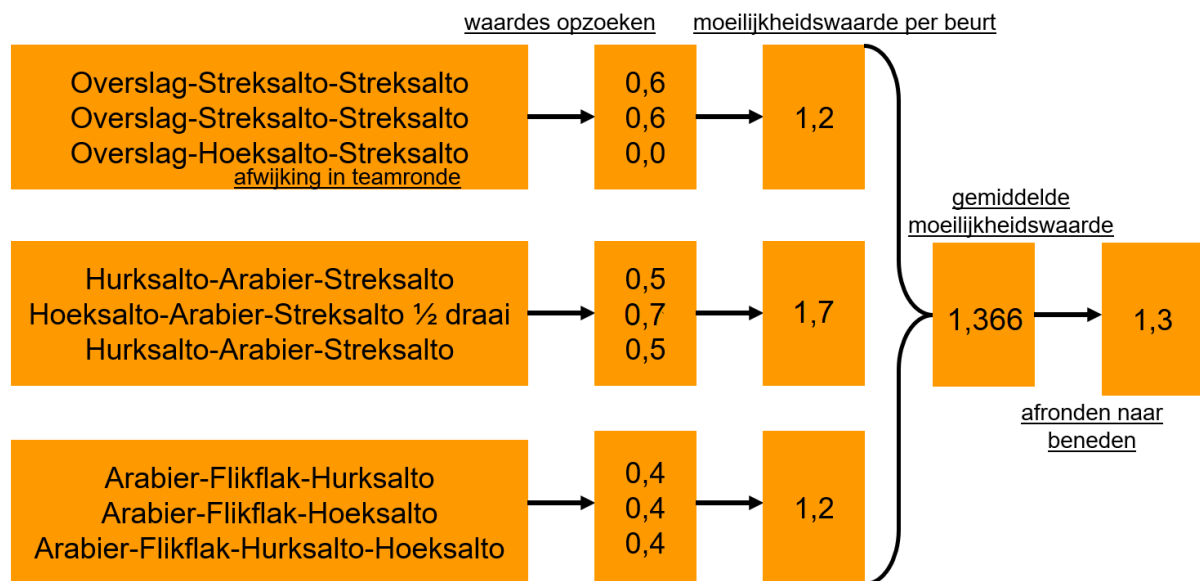 waardes opzoeken
moeilijkheidswaarde per beurt
Overslag-Streksalto-Streksalto
Overslag-Streksalto-Streksalto
Overslag-Hoeksalto-Streksalto
afwijking in teamronde
0,6
0,6
0,0
1,2
Hurksalto-Arabier-Streksalto
Hoeksalto-Arabier-Streksalto ½ draai
Hurksalto-Arabier-Streksalto
0,5
0,7
0,5
1,7
Arabier-Flikflak-Hurksalto
Arabier-Flikflak-Hoeksalto
Arabier-Flikflak-Hurksalto-Hoeksalto
0,4
0,4
0,4
1,2
gemiddelde
moeilijkheidswaarde
1,366
1,3
afronden naar
beneden